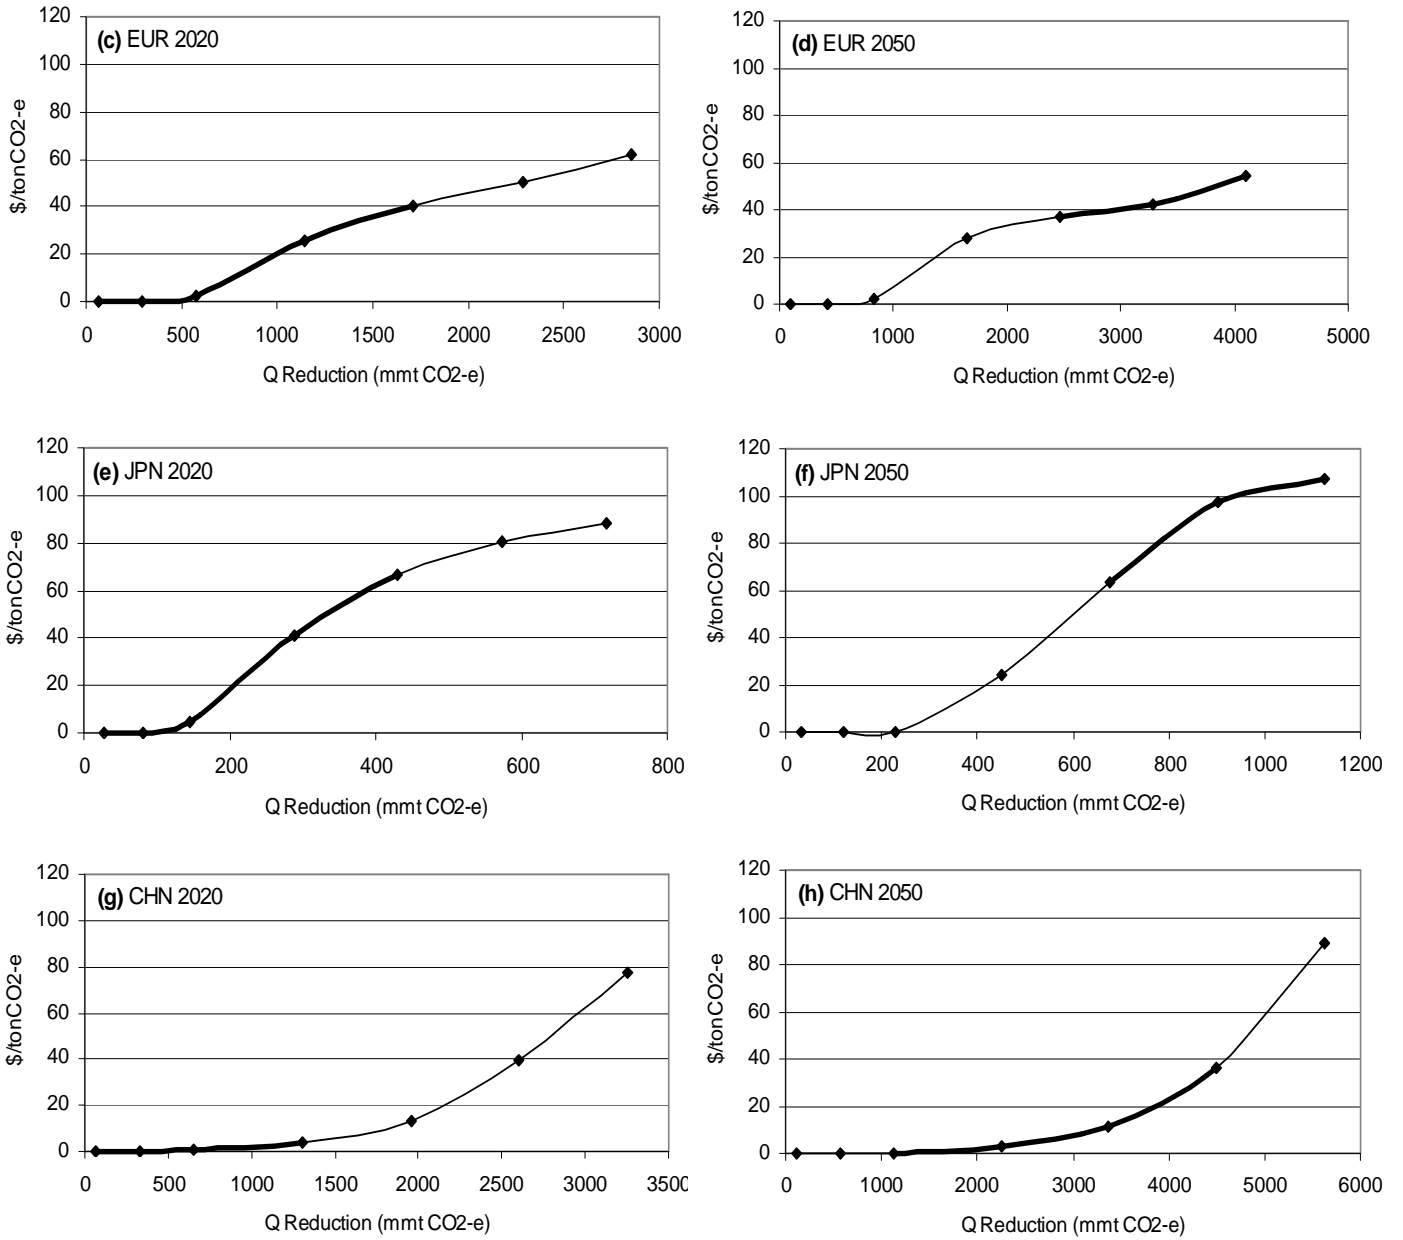 (c) EUR 2020
$/tonCO2-e
120
100
80
60
40
20
0
0 500 1000 1500 2000 2500 3000
Q Reduction (mmt CO2-e)
(d) EUR 2050
$/tonCO2-e
120
100
80
60
40
20
0
0 1000 2000 3000 4000 5000
Q Reduction (mmt CO2-e)
(e) JPN 2020
$/tonCO2-e
120
100
80
60
40
20
0
0 200 400 600 800
Q Reduction (mmt CO2-e)
(f) JPN 2050
$/tonCO2-e
120
100
80
60
40
20
0
0 200 400 600 800 1000 1200
Q Reduction (mmt CO2-e)
(g) CHN 2020
$/tonCO2-e
120
100
80
60
40
20
0
0 500 1000 1500 2000 2500 3000 3500
Q Reduction (mmt CO2-e)
(h) CHN 2050
$/tonCO2-e
120
100
80
60
40
20
0
0 1000 2000 3000 4000 5000 6000
Q Reduction (mmt CO2-e)